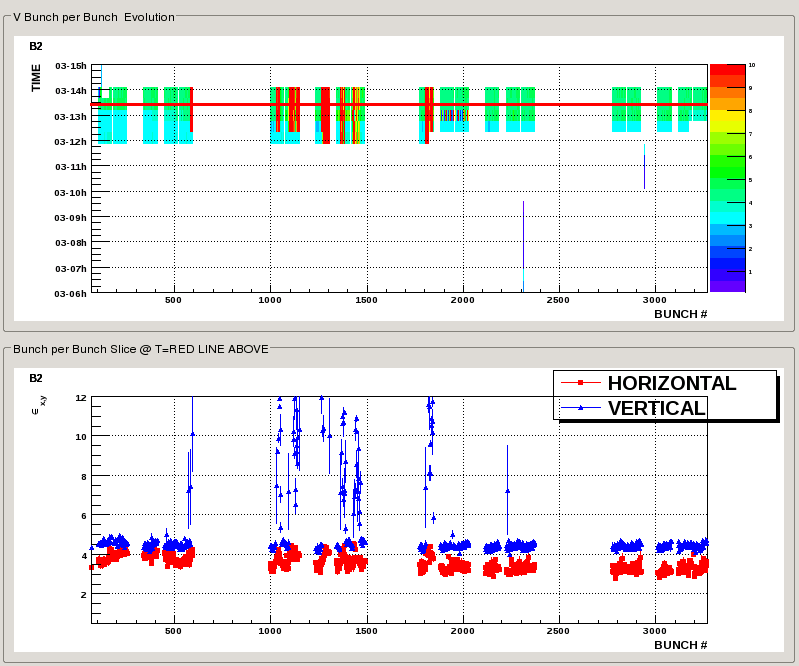 V Bunch per Bunch  Evolution
B2
TIME
03-15h
03-14h
03-13h
03-12h
03-11h
03-10h
03-09h
03-08h
03-07h
03-06h
500
1000
1500
2000
2500
3000
BUNCH #
10
9
8
7
6
5
4
3
2
1
Bunch per Bunch Slice @ T=RED LINE ABOVE
B2
HORIZONTAL
VERTICAL
∈ x,y
12
10
8
6
4
2
500
1000
1500
2000
2500
3000
BUNCH #